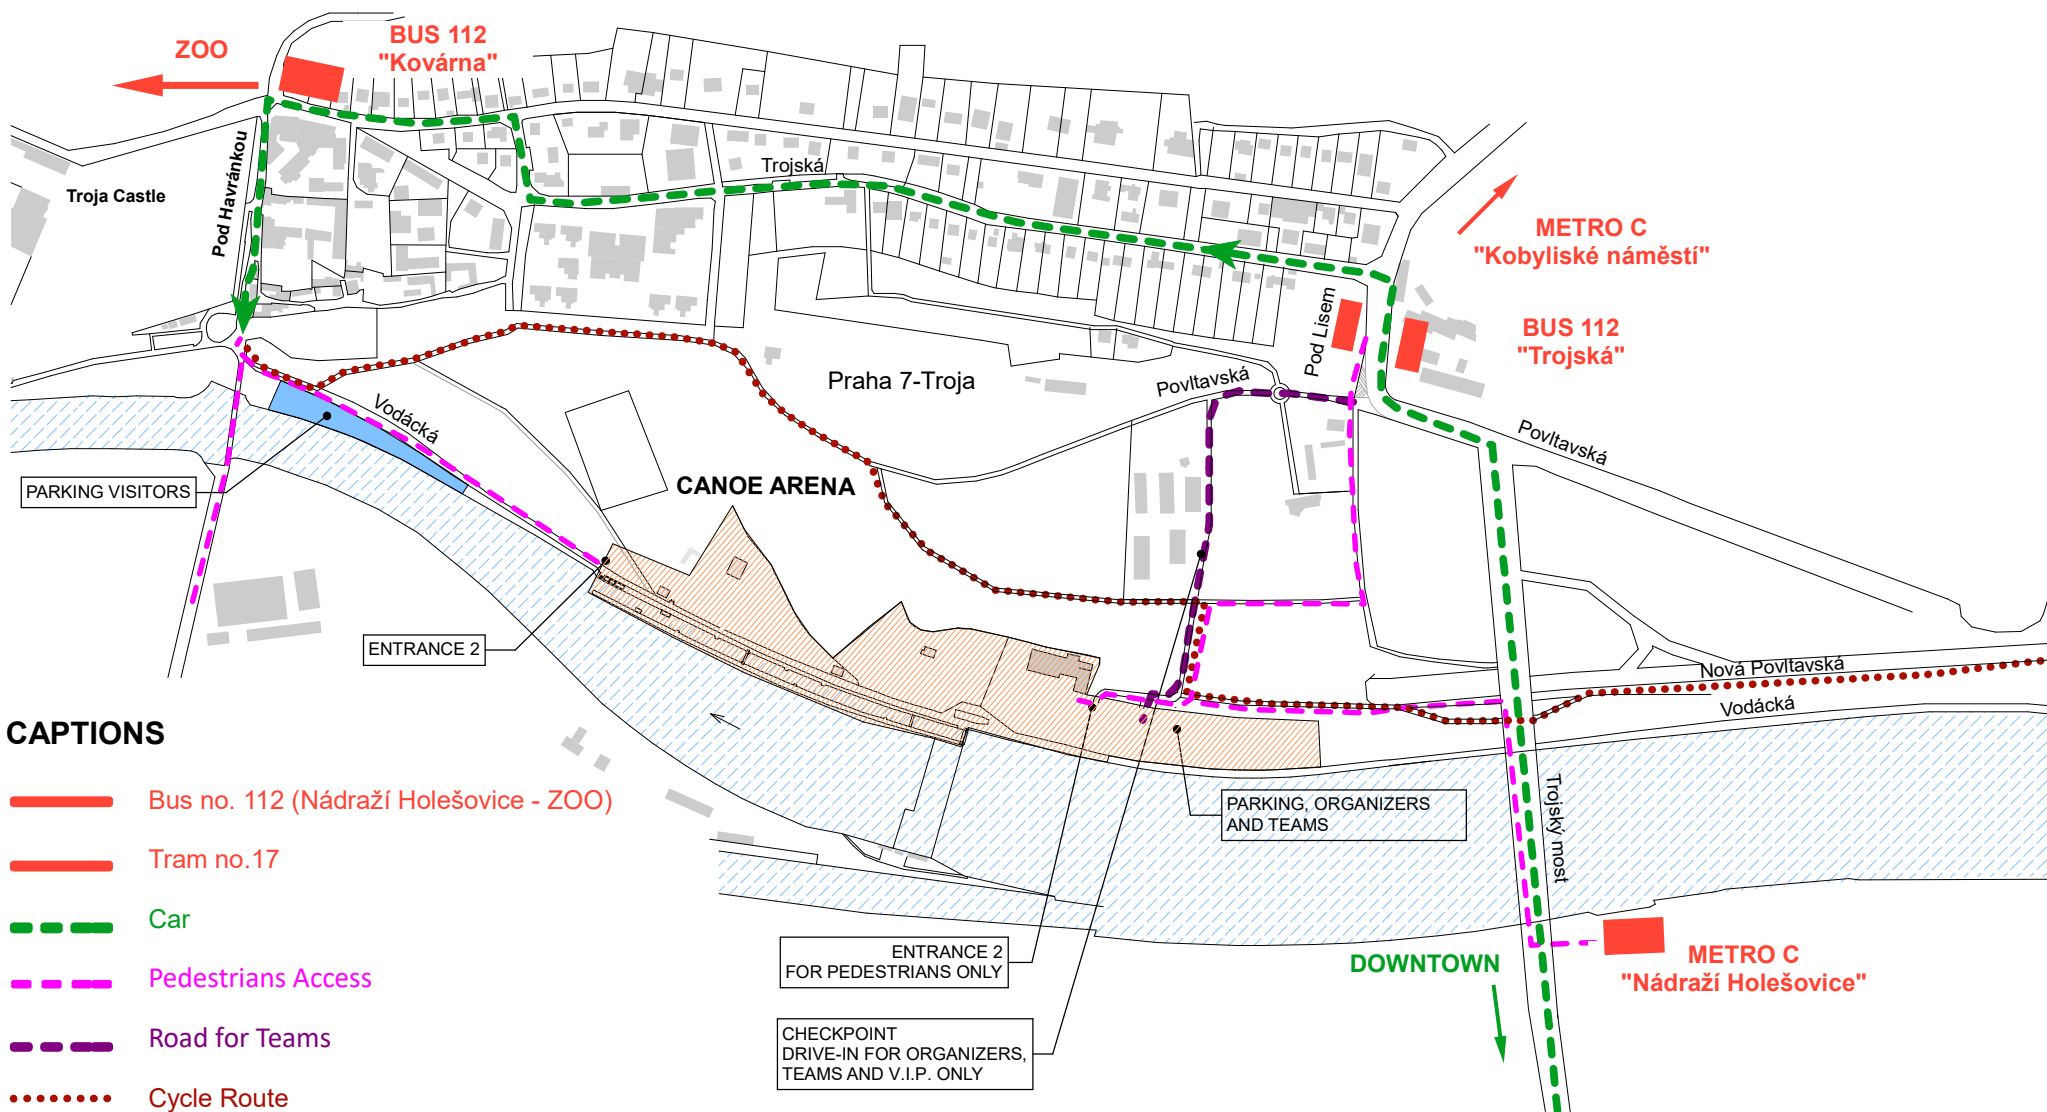 ZOO
BUS 112
"Kovárna"
Troja Castle
Pod Havránkou
Trojská
METRO C
"Kobyliské náměstí"
Pod Lisem
BUS 112
"Trojská"
Praha 7-Troja
Povltavská
Povltavská
Vodácká
PARKING VISITORS
CANOE ARENA
ENTRANCE 2
Nová Povltavská
Vodácká
Trojský most
PARKING, ORGANIZERS
AND TEAMS
ENTRANCE 2
FOR PEDESTRIANS ONLY
CHECKPOINT
DRIVE-IN FOR ORGANIZERS,
TEAMS AND V.I.P. ONLY
DOWNTOWN
METRO C
"Nádraží Holešovice"
CAPTIONS
Bus no. 112 (Nádraží Holešovice - ZOO)
Tram no.17
Car
Pedestrians Access
Road for Teams
Cycle Route